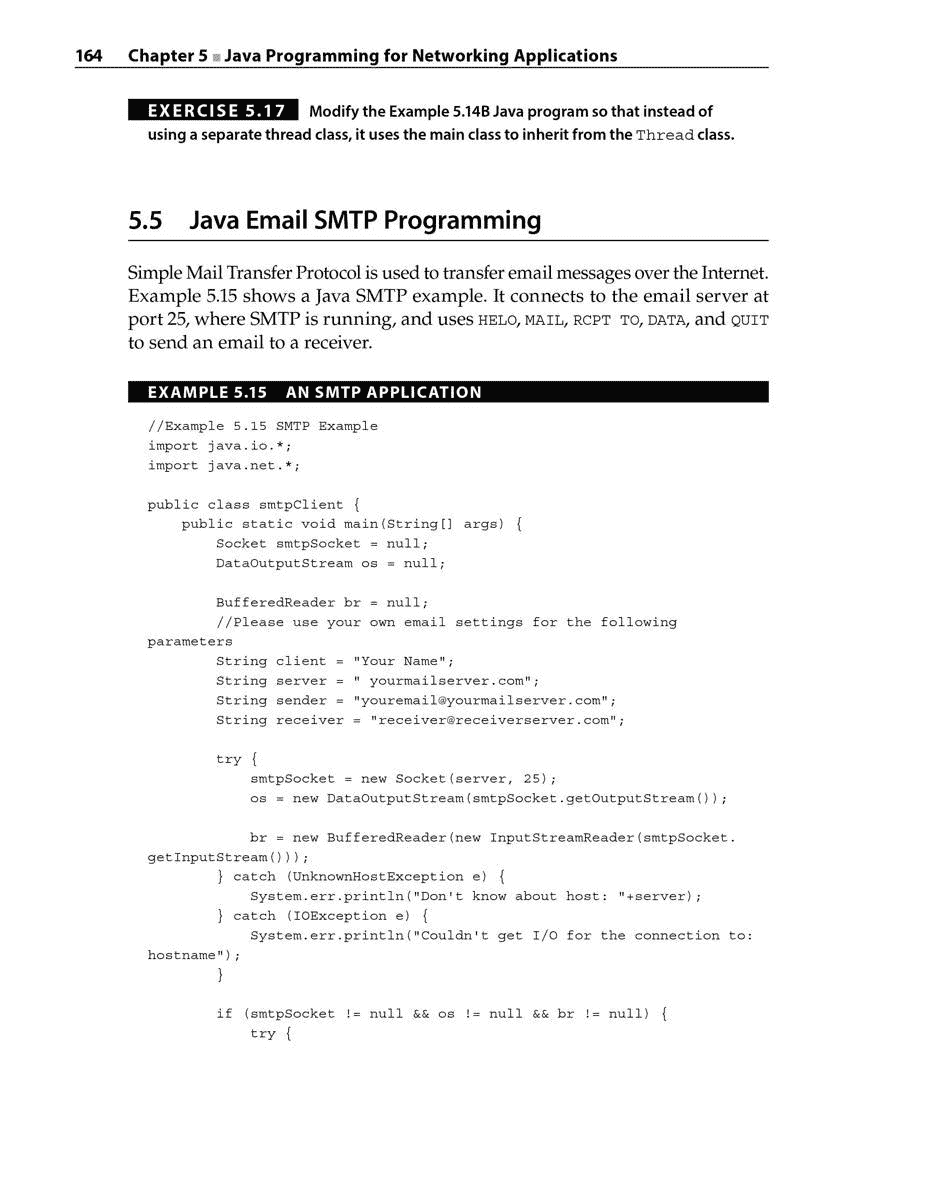 164 Chapter 5 ■ Java Programming for Networking Applications
EXERCISE 5.17 Modify the Example 5.14B Java program so that instead of
using a separate thread class, it uses the main class to inherit from the Thread class.
5.5 Java Email SMTP Programming
Simple Mail Transfer Protocol is used to transfer email messages over the Internet.
Example 5.15 shows a Java SMTP example. It connects to the email server at
port 25, where SMTP is running, and uses HELO, MAIL, RCPT TO, DATA, and QUIT
to send an email to a receiver.
EXAMPLE 5.15 AN SMTP APPLICATION
//Example 5.15 SMTP Example
import java.io.*;
import java.net.*;
public class smtpClient {
public static void main(String[] args) {
Socket smtpSocket = null;
DataOutputStream os = null;
BufferedReader br = null;
//Please use your own email settings for the following
parameters
String client = "Your Name";
String server = " yourmailserver.com";
String sender = "youremail@yourmailserver.com";
String receiver = "receiver@receiverserver.com";
try {
smtpSocket = new Socket(server, 25);
os = new DataOutputStream(smtpSocket.getOutputStream());
br = new BufferedReader(new InputStreamReader(smtpSocket.
getInputStream()));
} catch (UnknownHostException e) {
System.err.println("Don't know about host: "+server);
} catch (IOException e) {
System.err.println("Couldn't get I/O for the connection to:
hostname");
}
if (smtpSocket != null && os != null && br != null) {
try {